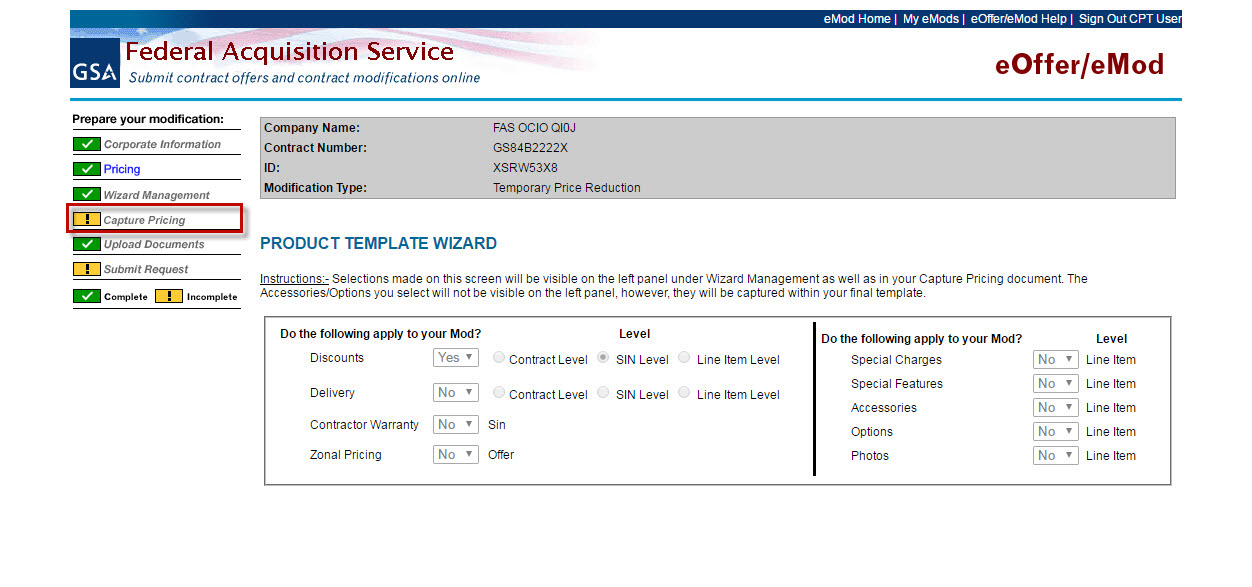 eMod Home | My eMods | eOffer/eMod Help | Sign Out CPT User
GSA
Federal Acquisition Service
Submit contract offers and contract modifications online
eOffer/eMod
Prepare your modification:
Corporate Information
Pricing
Wizard Management
Capture Pricing
Upload Documents
Submit Request
Complete ! Incomplete
Company Name: FAS OCIO QI0J
Contract Number: GS84B2222X
ID: XSRW53X8
Modification Type: Temporary Price Reduction
PRODUCT TEMPLATE WIZARD
Instructions:- Selections made on this screen will be visible on the left panel under Wizard Management as well as in your Capture Pricing document. The
Accessories/Options you select will not be visible on the left panel, however, they will be captured within your final template.
Do the following apply to your Mod? Level
Discounts Yes Contract Level SIN Level Line Item Level
Delivery No Contract Level SIN Level Line Item Level
Contractor Warranty No Sin
Zonal Pricing No Offer
Do the following apply to your Mod? Level
Special Charges No Line Item
Special Features No Line Item
Accessories No Line Item
Options No Line Item
Photos No Line Item